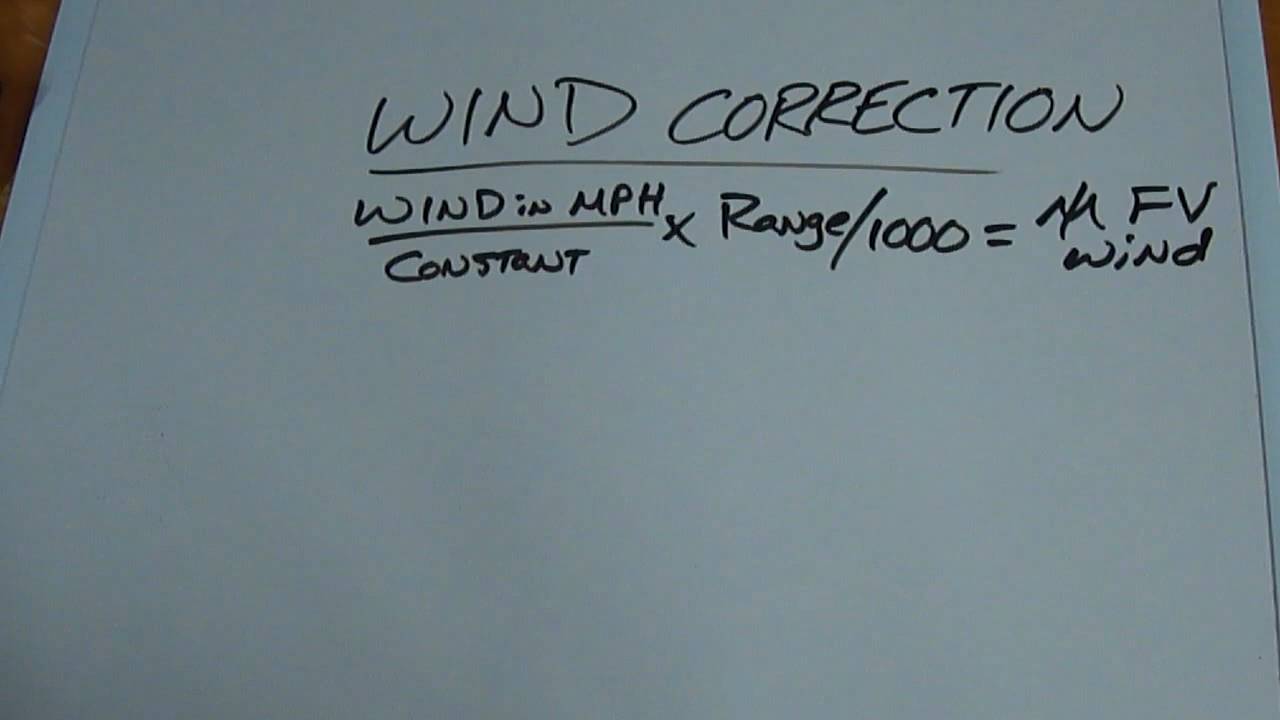 WIND CORRECTION
WIND in MPH x Range/1000 = FV
CONSTANT wind